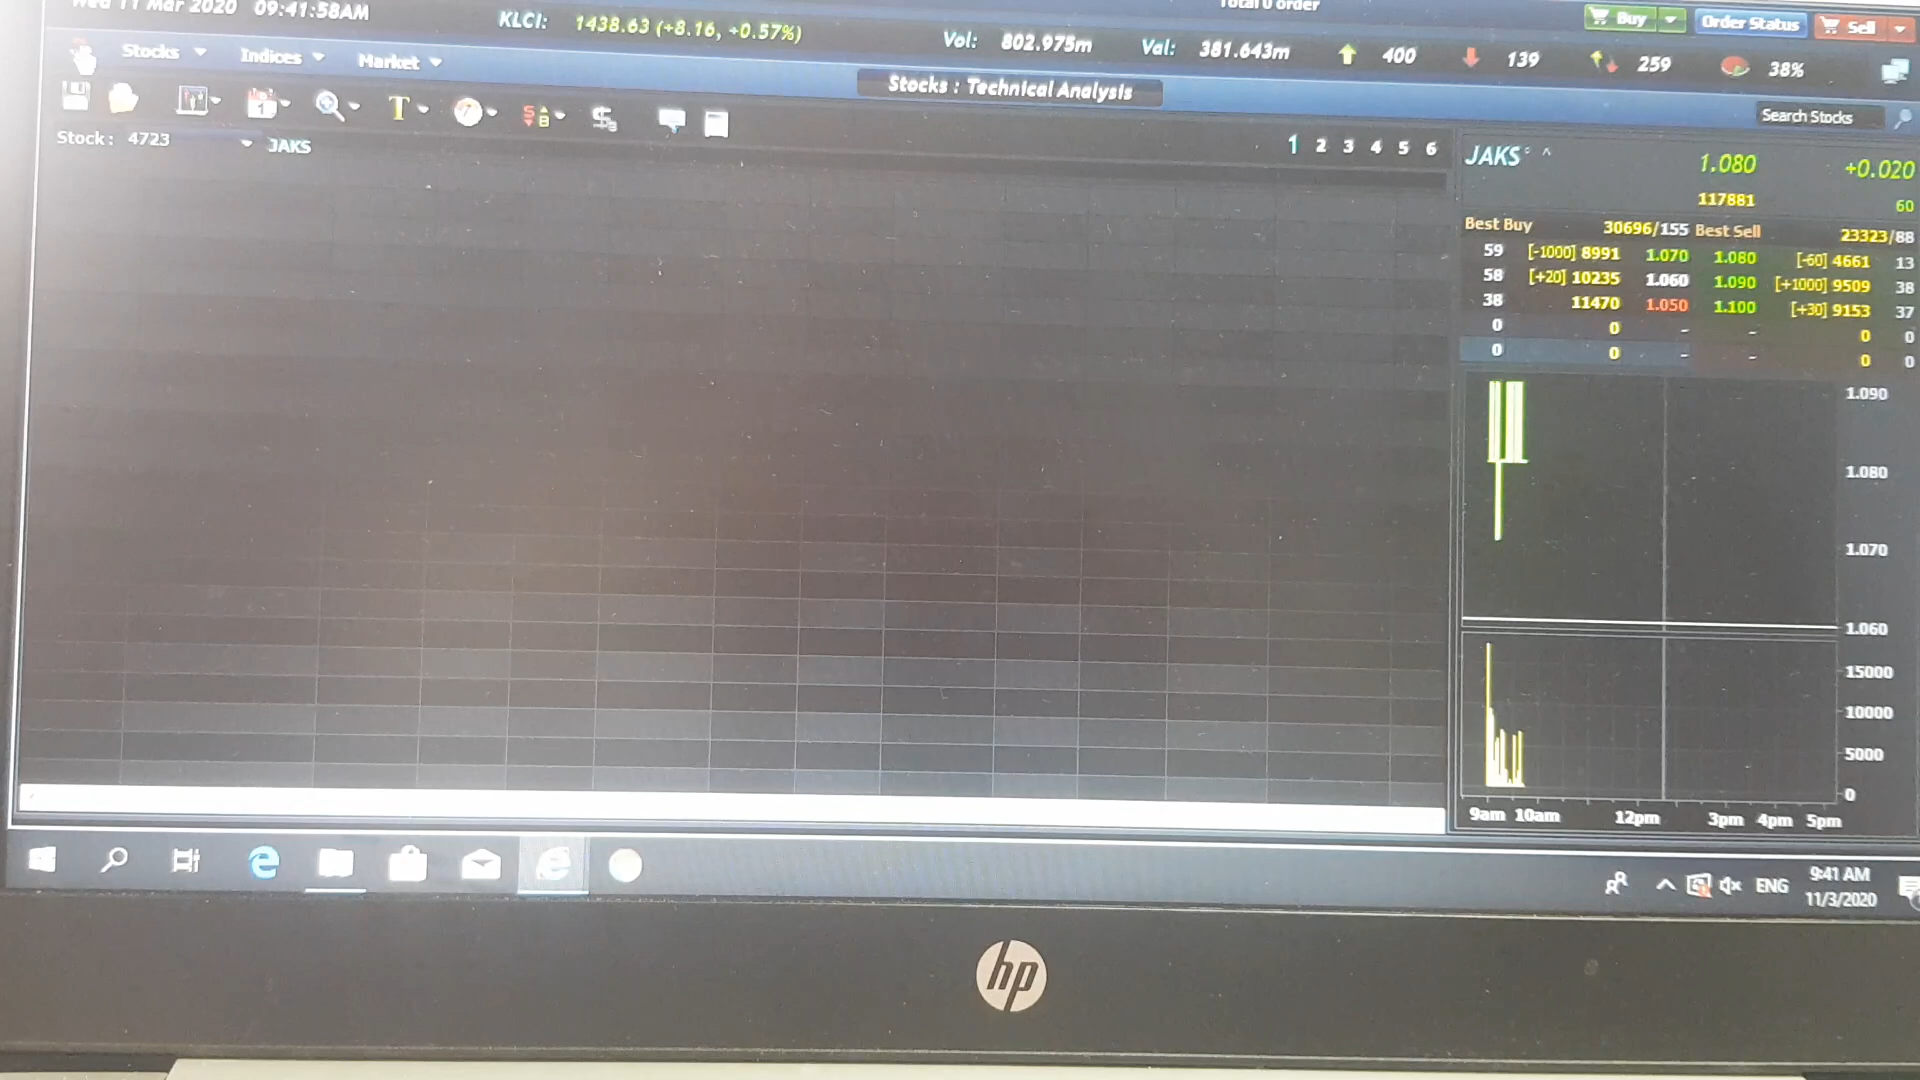 Wed 11 Mar 2020 09:41:58AM
KLCI: 1438.63 (+8.16, +0.57%)
Total 0 order
Vol: 802.975m Val: 381.643m 400 139 259 38%
Buy Order Status Sell
Stocks Indices Market
Stocks : Technical Analysis
Search Stocks
T
S B
Stock: 4723 JAKS
1 2 3 4 5 6
JAKS 1.080 +0.020
117881 60
Best Buy 30696/155 Best Sell 23323/88
59 [-1000] 8991 1.070 1.080 [-60] 4661 13
58 [+20] 10235 1.060 1.090 [+1000] 9509 38
38 11470 1.050 1.100 [+30] 9153 37
0 0 - - 0 0
0 0 - - 0 0
1.090
1.080
1.070
1.060
15000
10000
5000
0
9am 10am 12pm 3pm 4pm 5pm
ENG
9:41 AM
11/3/2020
hp